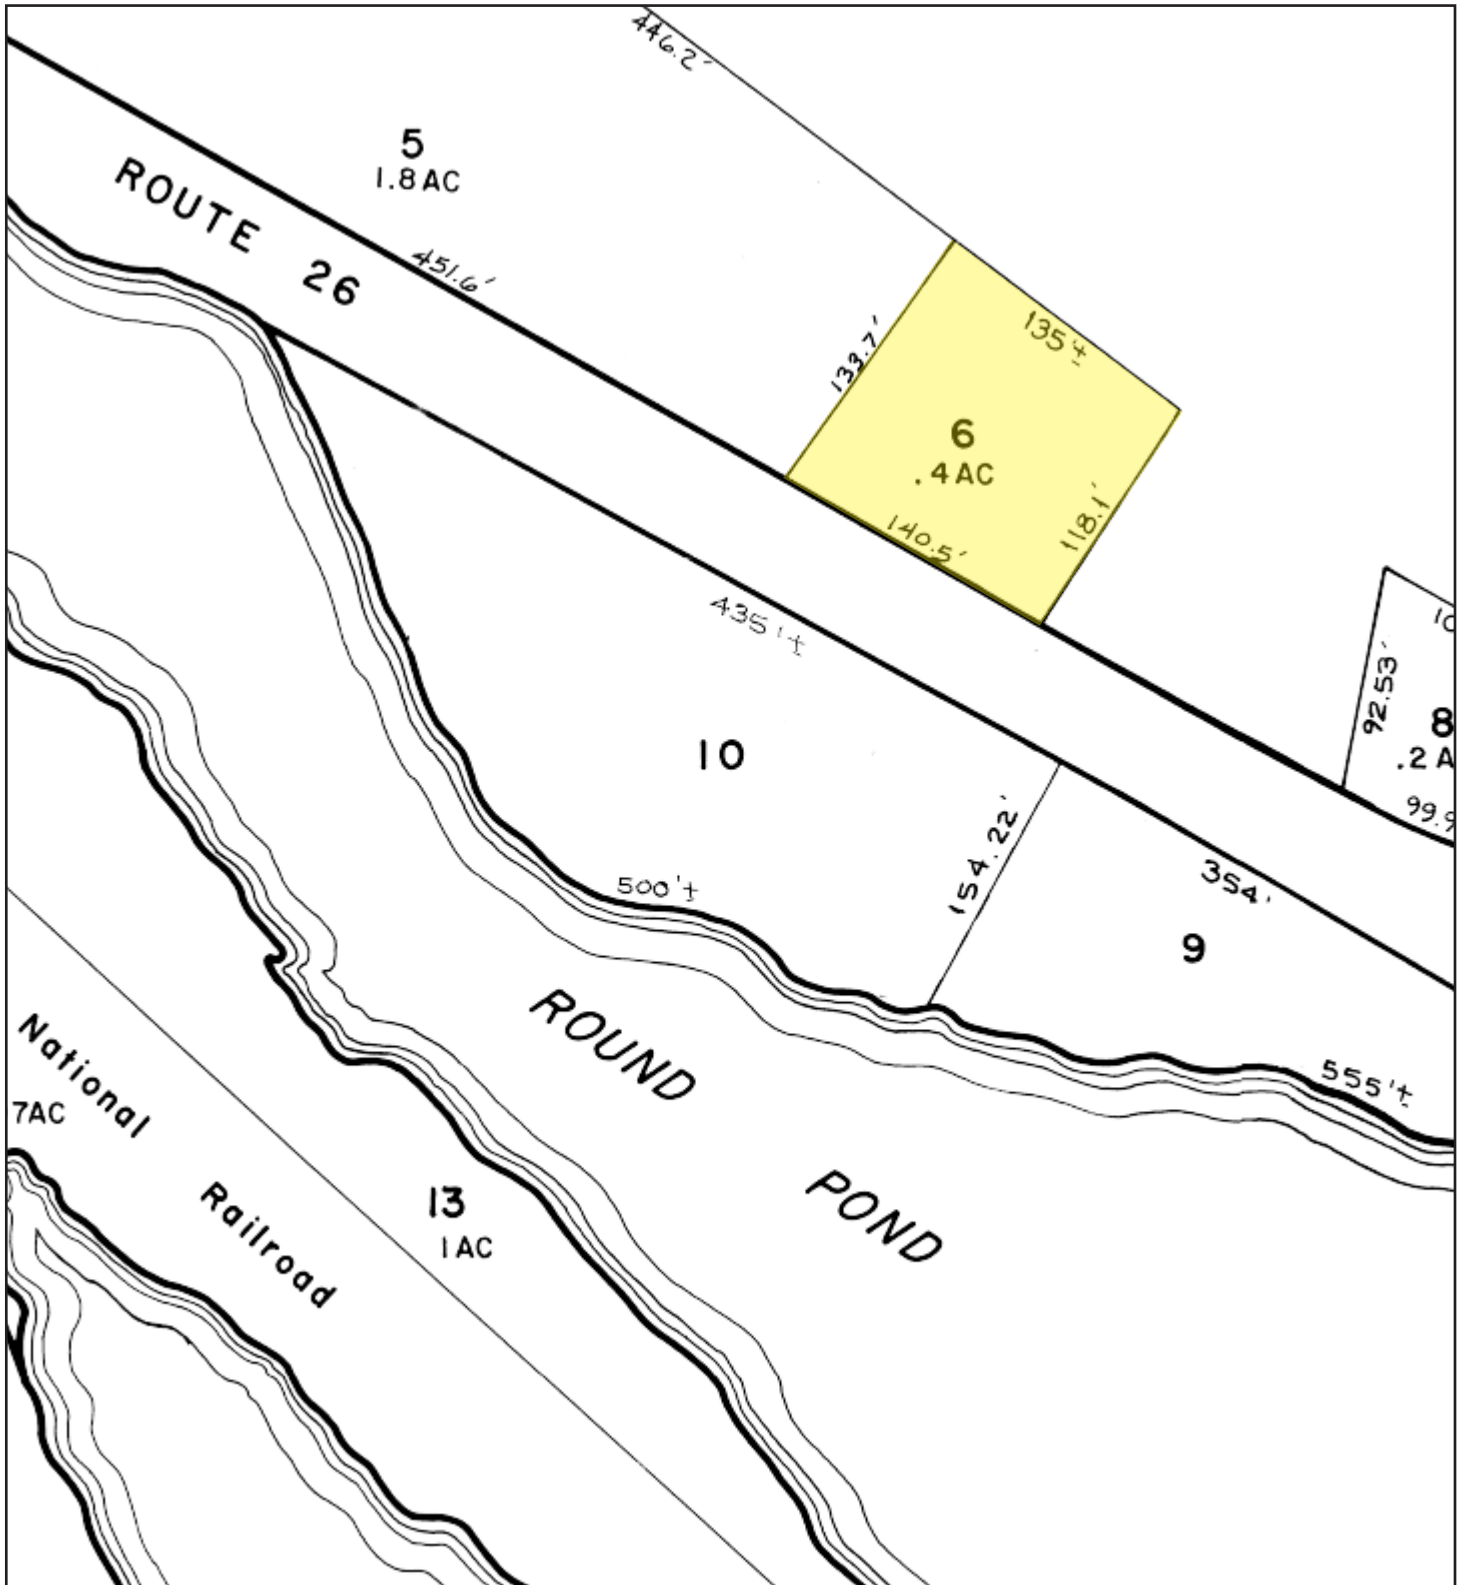 446.2'
5
1.8 AC
ROUTE 26
451.6'
133.7'
135'±
6
.4 AC
140.5'
118.1'
435'±
92.53'
8
99.9
10
154.22'
354'
500'±
9
ROUND
POND
555'±
National
Railroad
7AC
13
1 AC